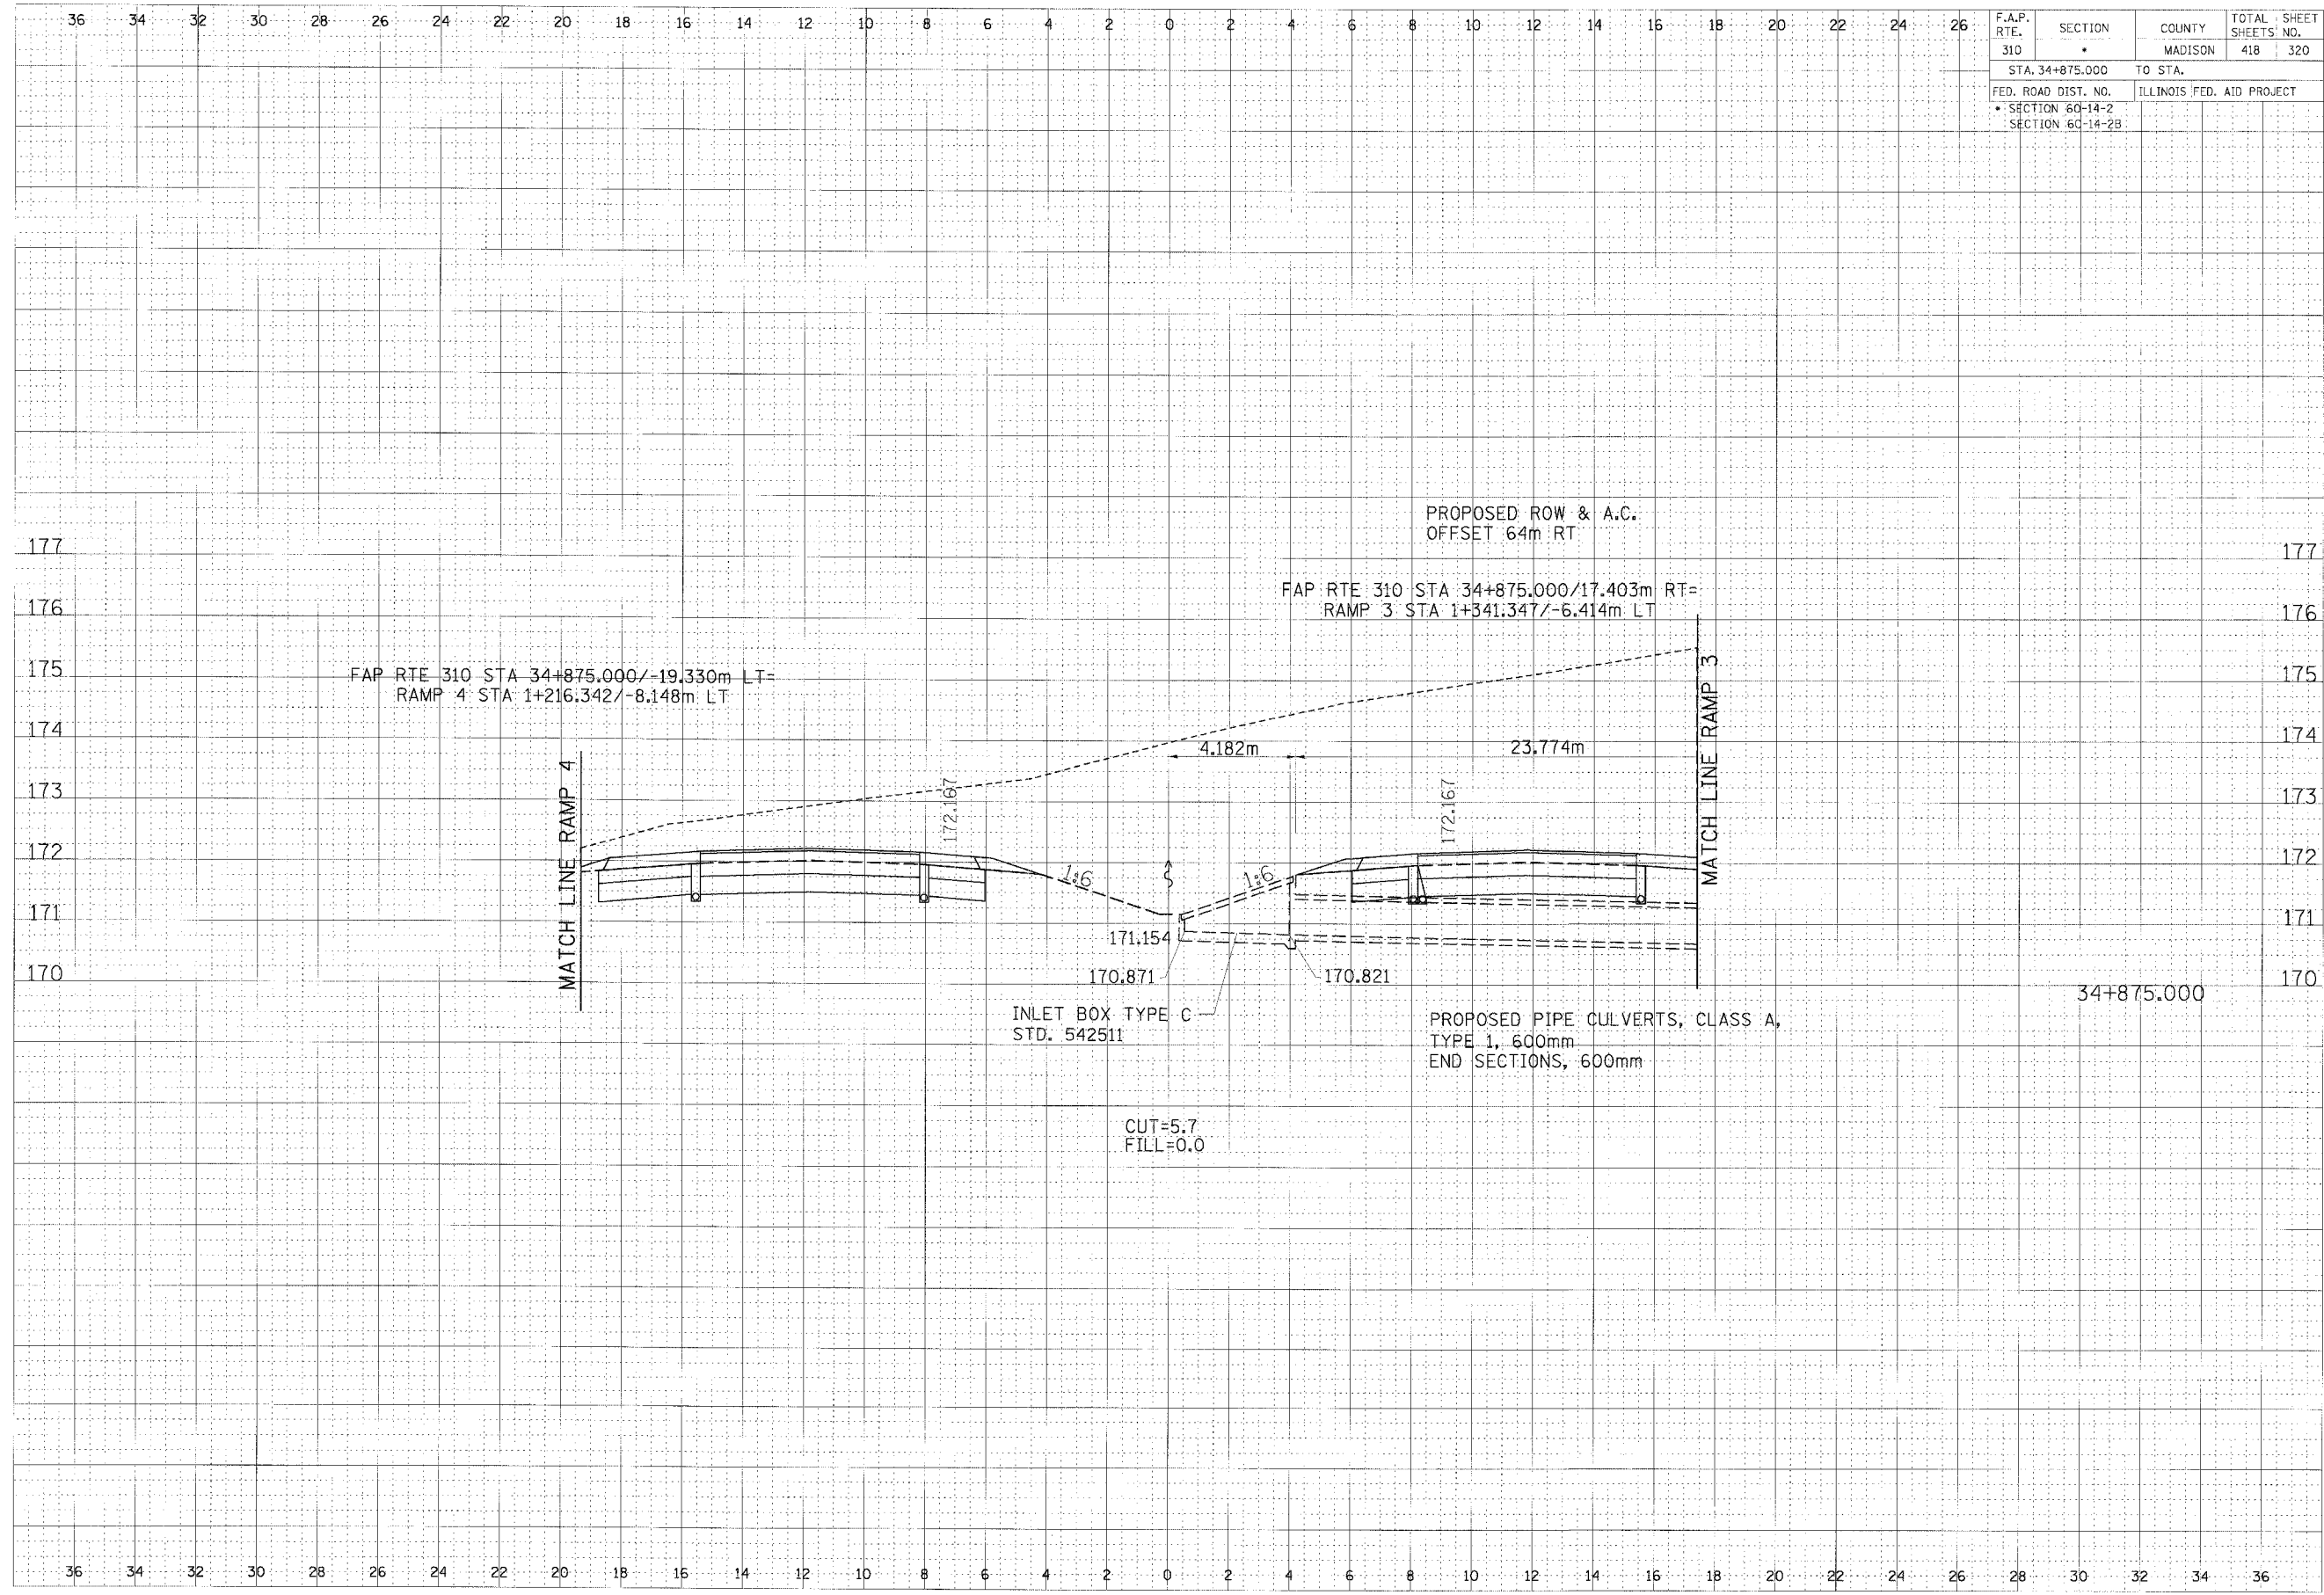 36 34 32 30 28 26 24 22 20 18 16 14 12 10 8 6 4 2 0 2 4 6 8 10 12 14 16 18 20 22 24 26
F.A.P. RTE. SECTION COUNTY TOTAL SHEETS SHEET NO.
310 * MADISON 418 320
STA. 34+875.000 TO STA.
FED. ROAD DIST. NO. ILLINOIS FED. AID PROJECT
* SECTION 60-14-2
SECTION 60-14-2B
PROPOSED ROW & A.C.
OFFSET 64m RT
177 177
FAP RTE 310 STA 34+875.000/17.403m RT=
RAMP 3 STA 1+341.347/-6.414m LT
176 176
FAP RTE 310 STA 34+875.000/-19.330m LT=
RAMP 4 STA 1+216.342/-8.148m LT
175 175
174 174
4.182m 23.774m
173 173
172.167 172.167
MATCH LINE RAMP 4
MATCH LINE RAMP 3
172 172
1:6 1:6
171 171
171.154
170.871 170.821
170 170
34+875.000
INLET BOX TYPE C
STD. 542511
PROPOSED PIPE CULVERTS, CLASS A,
TYPE 1, 600mm
END SECTIONS, 600mm
CUT=5.7
FILL=0.0
36 34 32 30 28 26 24 22 20 18 16 14 12 10 8 6 4 2 0 2 4 6 8 10 12 14 16 18 20 22 24 26 28 30 32 34 36